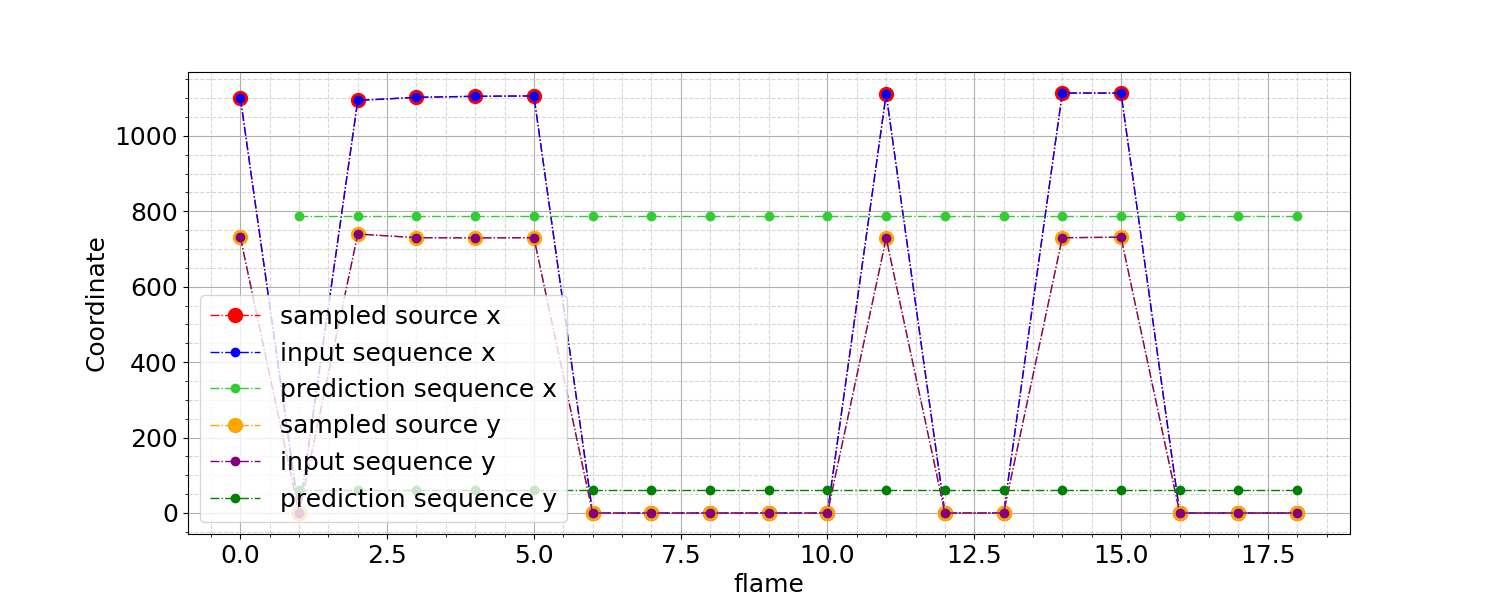 1000
800
600
400
200
0
Coordinate
sampled source x
input sequence x
prediction sequence x
sampled source y
input sequence y
prediction sequence y
0.0 2.5 5.0 7.5 10.0 12.5 15.0 17.5
flame